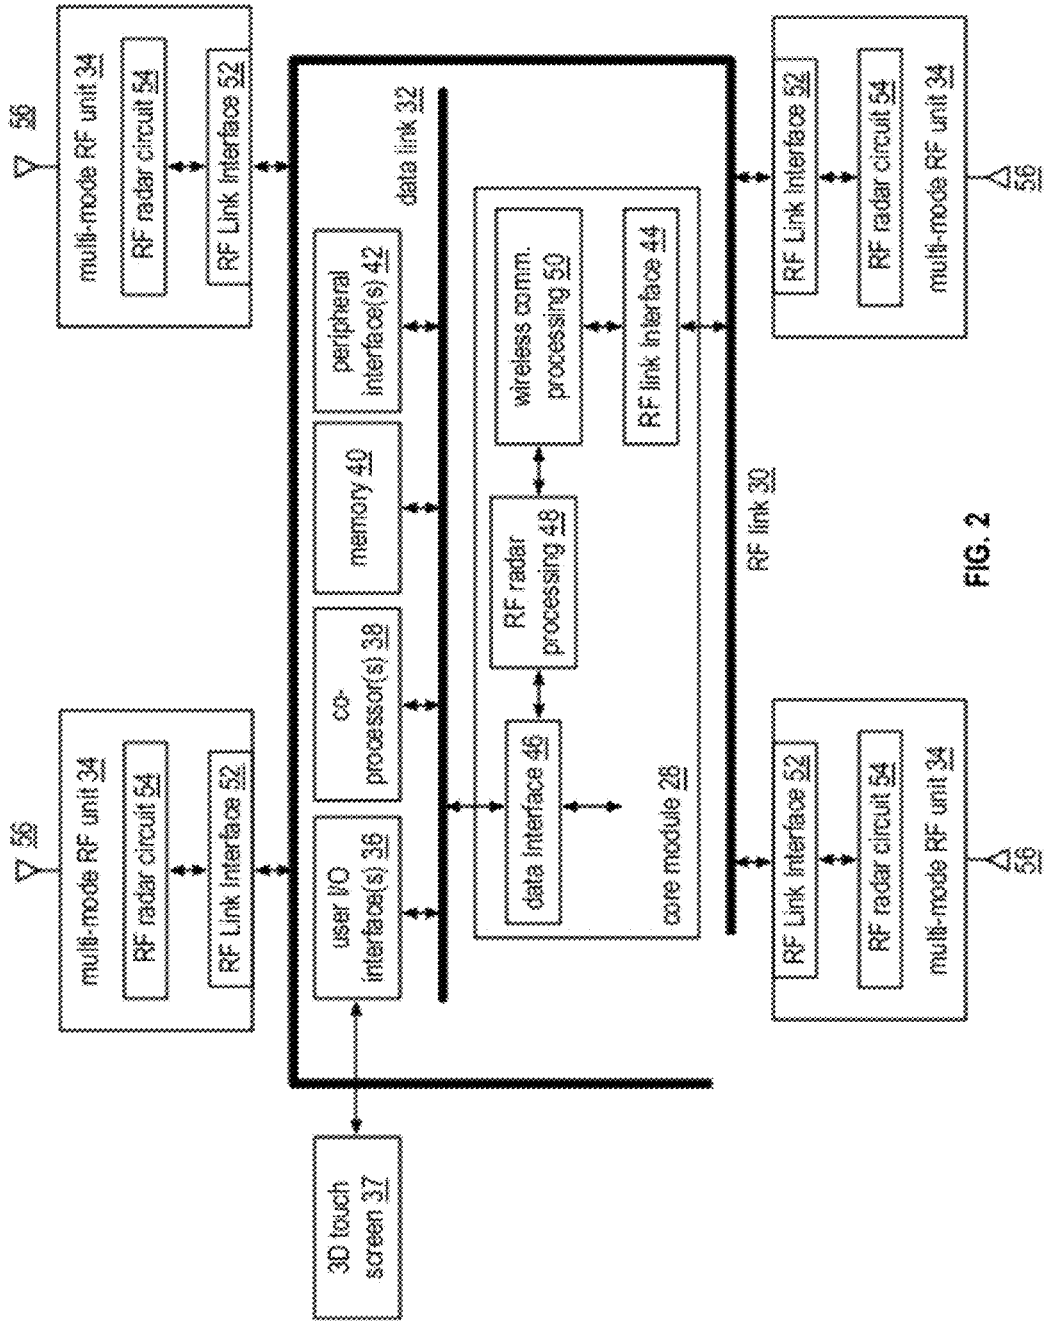 56
multi-mode RF unit 34
RF radar circuit 54
RF Link Interface 52
56
multi-mode RF unit 34
RF radar circuit 54
RF Link Interface 52
3D touch
screen 37
user I/O
interface(s) 36
co-
processor(s) 38
memory 40
peripheral
interface(s) 42
data link 32
data Interface 46
RF radar
processing 48
wireless comm.
processing 50
RF link Interface 44
core module 28
RF link 30
RF Link Interface 52
RF radar circuit 54
multi-mode RF unit 34
56
RF Link Interface 52
RF radar circuit 54
multi-mode RF unit 34
56
FIG. 2